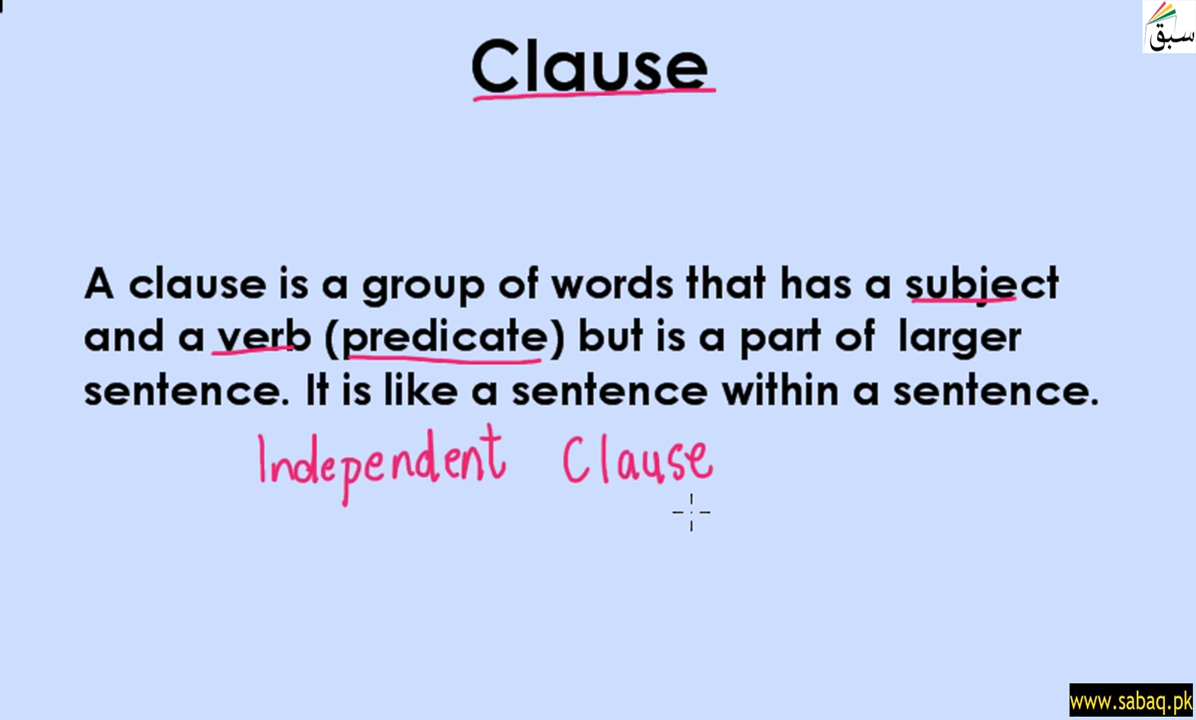 سبق
Clause
A clause is a group of words that has a subject
and a verb (predicate) but is a part of larger
sentence. It is like a sentence within a sentence.
Independent Clause
www.sabaq.pk